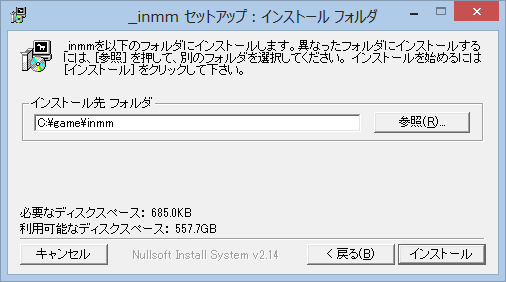 _inmm セットアップ：インストール フォルダ
_inmmを以下のフォルダにインストールします。異なったフォルダにインストールする
には、[参照] を押して、別のフォルダを選択してください。 インストールを始めるには
[インストール] をクリックして下さい。
インストール先 フォルダ
C:¥game¥inmm
参照(R)...
必要なディスクスペース： 685.0KB
利用可能なディスクスペース： 557.7GB
キャンセル
Nullsoft Install System v2.14
< 戻る(B)
インストール